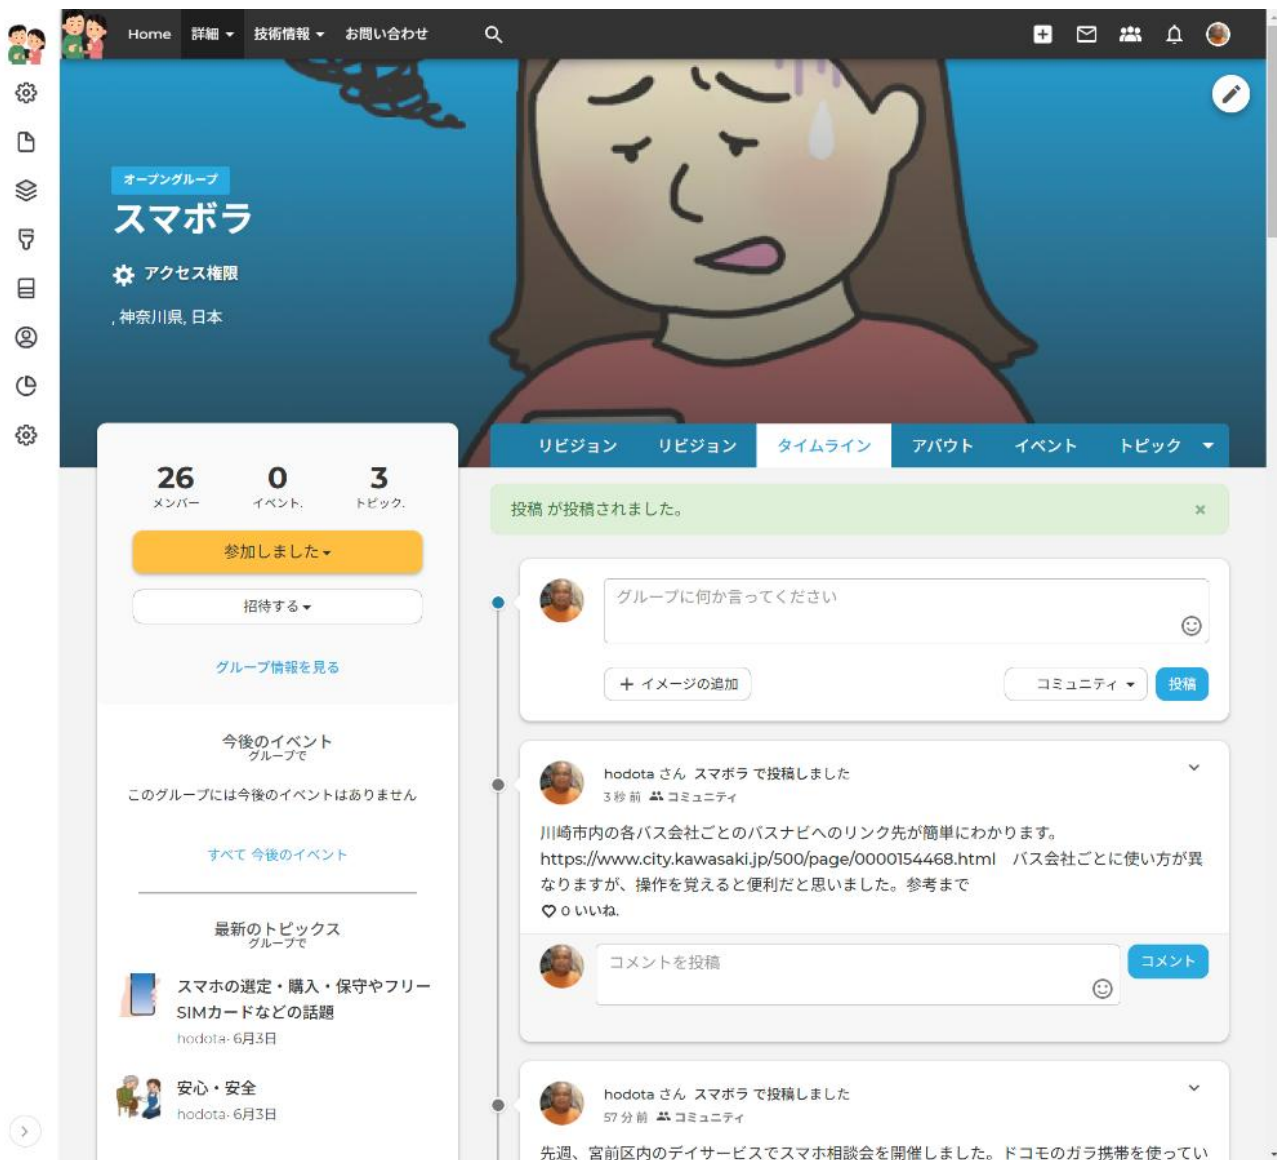 Home 詳細 技術情報 お問い合わせ
オープングループ
スマボラ
アクセス権限
, 神奈川県, 日本
リビジョン リビジョン タイムライン アバウト イベント トピック
26 0 3
メンバー イベント. トピック.
参加しました
招待する
グループ情報を見る
今後のイベント
グループで
このグループには今後のイベントはありません
すべて 今後のイベント
最新のトピックス
グループで
スマホの選定・購入・保守やフリー
SIMカードなどの話題
hodota- 6月3日
安心・安全
hodota- 6月3日
投稿 が投稿されました。 ×
グループに何か言ってください
+ イメージの追加 コミュニティ 投稿
hodota さん スマボラ で投稿しました
3 秒 前 コミュニティ
川崎市内の各バス会社ごとのバスナビへのリンク先が簡単にわかります。
https://www.city.kawasaki.jp/500/page/0000154468.html バス会社ごとに使い方が異
なりますが、操作を覚えると便利だと思いました。参考まで
0 いいね.
コメントを投稿 コメント
hodota さん スマボラ で投稿しました
57 分 前 コミュニティ
先週、宮前区内のデイサービスでスマホ相談会を開催しました。ドコモのガラ携帯を使ってい